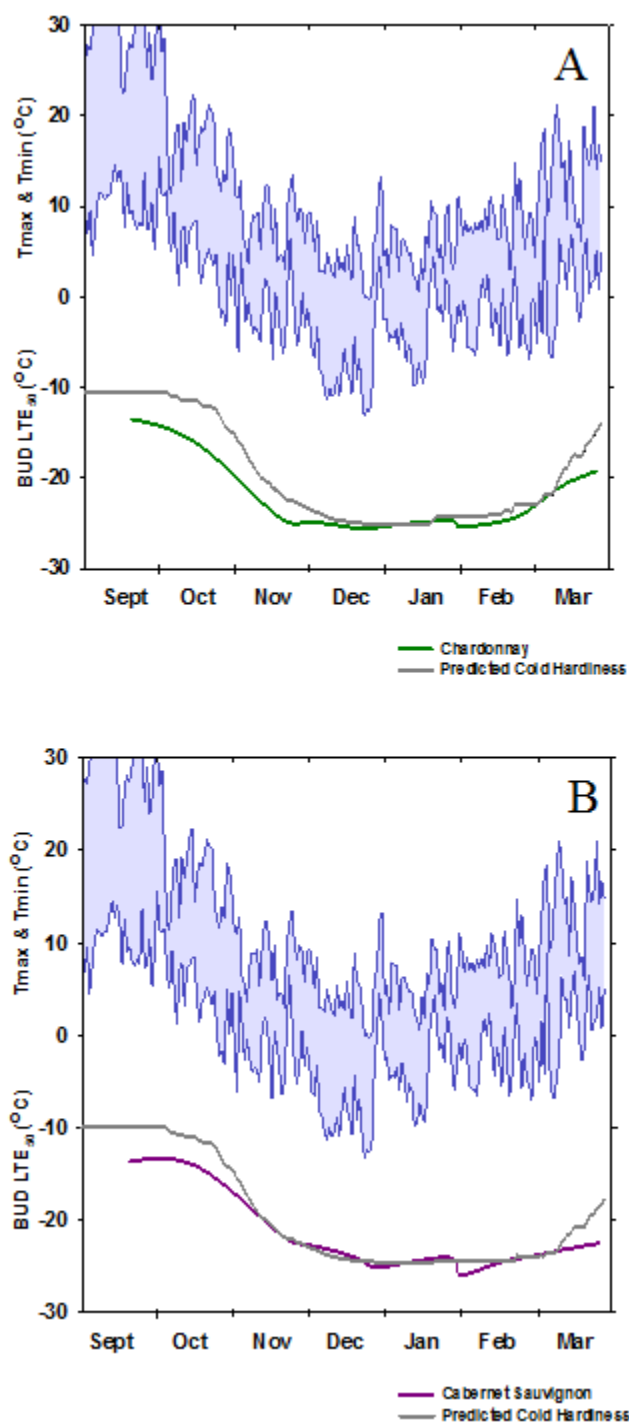 30
A
20
Tmax & Tmin (°C)
10
0
-10
BUD LTE₅₀ (°C)
-20
-30
Sept Oct Nov Dec Jan Feb Mar
Chardonnay
Predicted Cold Hardiness
30
B
20
Tmax & Tmin (°C)
10
0
-10
BUD LTE₅₀ (°C)
-20
-30
Sept Oct Nov Dec Jan Feb Mar
Cabernet Sauvignon
Predicted Cold Hardiness